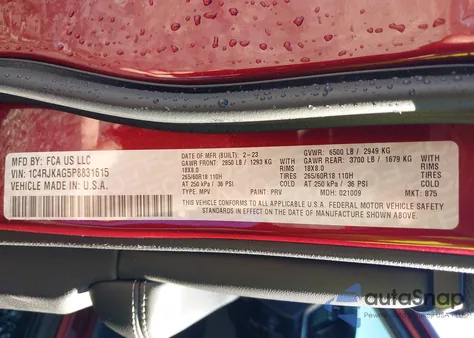 MFD BY: FCA US LLC
DATE OF MFR (BUILT): 2-23
GVWR: 6500 LB / 2949 KG
VIN: 1C4RJKAG5P8831615
GAWR FRONT: 2850 LB / 1293 KG WITH TIRES RIMS
GAWR REAR: 3700 LB / 1679 KG WITH TIRES RIMS
VEHICLE MADE IN: U.S.A.
18X8.0
18X8.0
265/60R18 110H
265/60R18 110H
AT 250 kPa / 36 PSI
AT 250 kPa / 36 PSI
TYPE: MPV PAINT: PRV MDH: 021009 MKT: B75
THIS VEHICLE CONFORMS TO ALL APPLICABLE U.S.A. FEDERAL MOTOR VEHICLE SAFETY
STANDARDS IN EFFECT ON THE DATE OF MANUFACTURE SHOWN ABOVE.
autoSnap